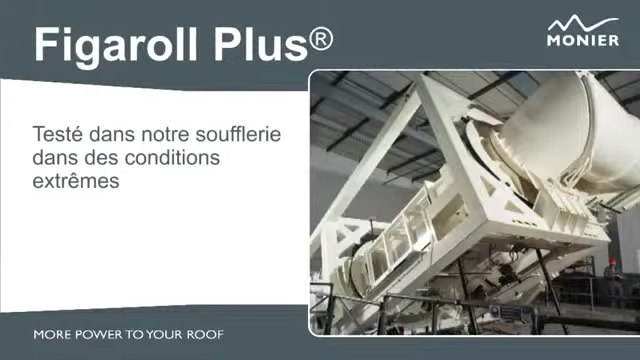 Figaroll Plus®
MONIER
Testé dans notre soufflerie
dans des conditions
extrêmes
MORE POWER TO YOUR ROOF